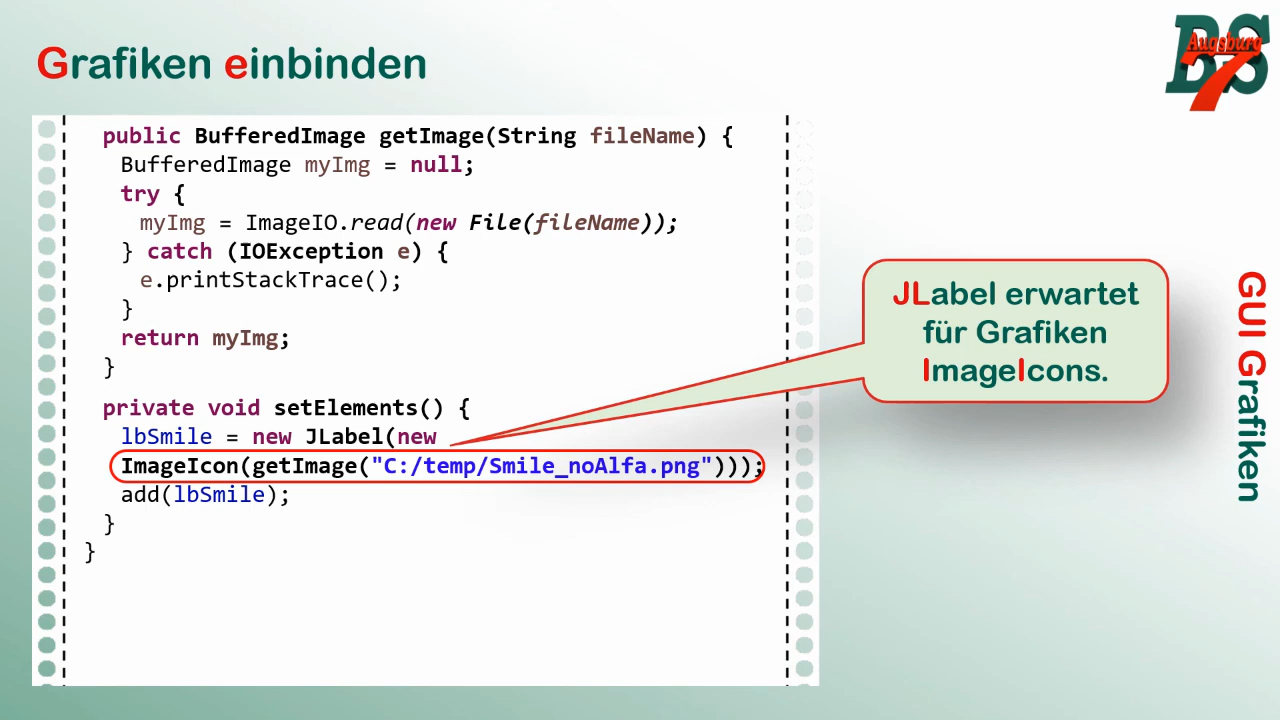 Grafiken einbinden
BS
Augsburg
7
public BufferedImage getImage(String fileName) {
BufferedImage myImg = null;
try {
myImg = ImageIO.read(new File(fileName));
} catch (IOException e) {
e.printStackTrace();
}
return myImg;
}
private void setElements() {
lbSmile = new JLabel(new
ImageIcon(getImage("C:/temp/Smile_noAlfa.png")));
add(lbSmile);
}
}
JLabel erwartet
für Grafiken
ImageIcons.
GUI Grafiken